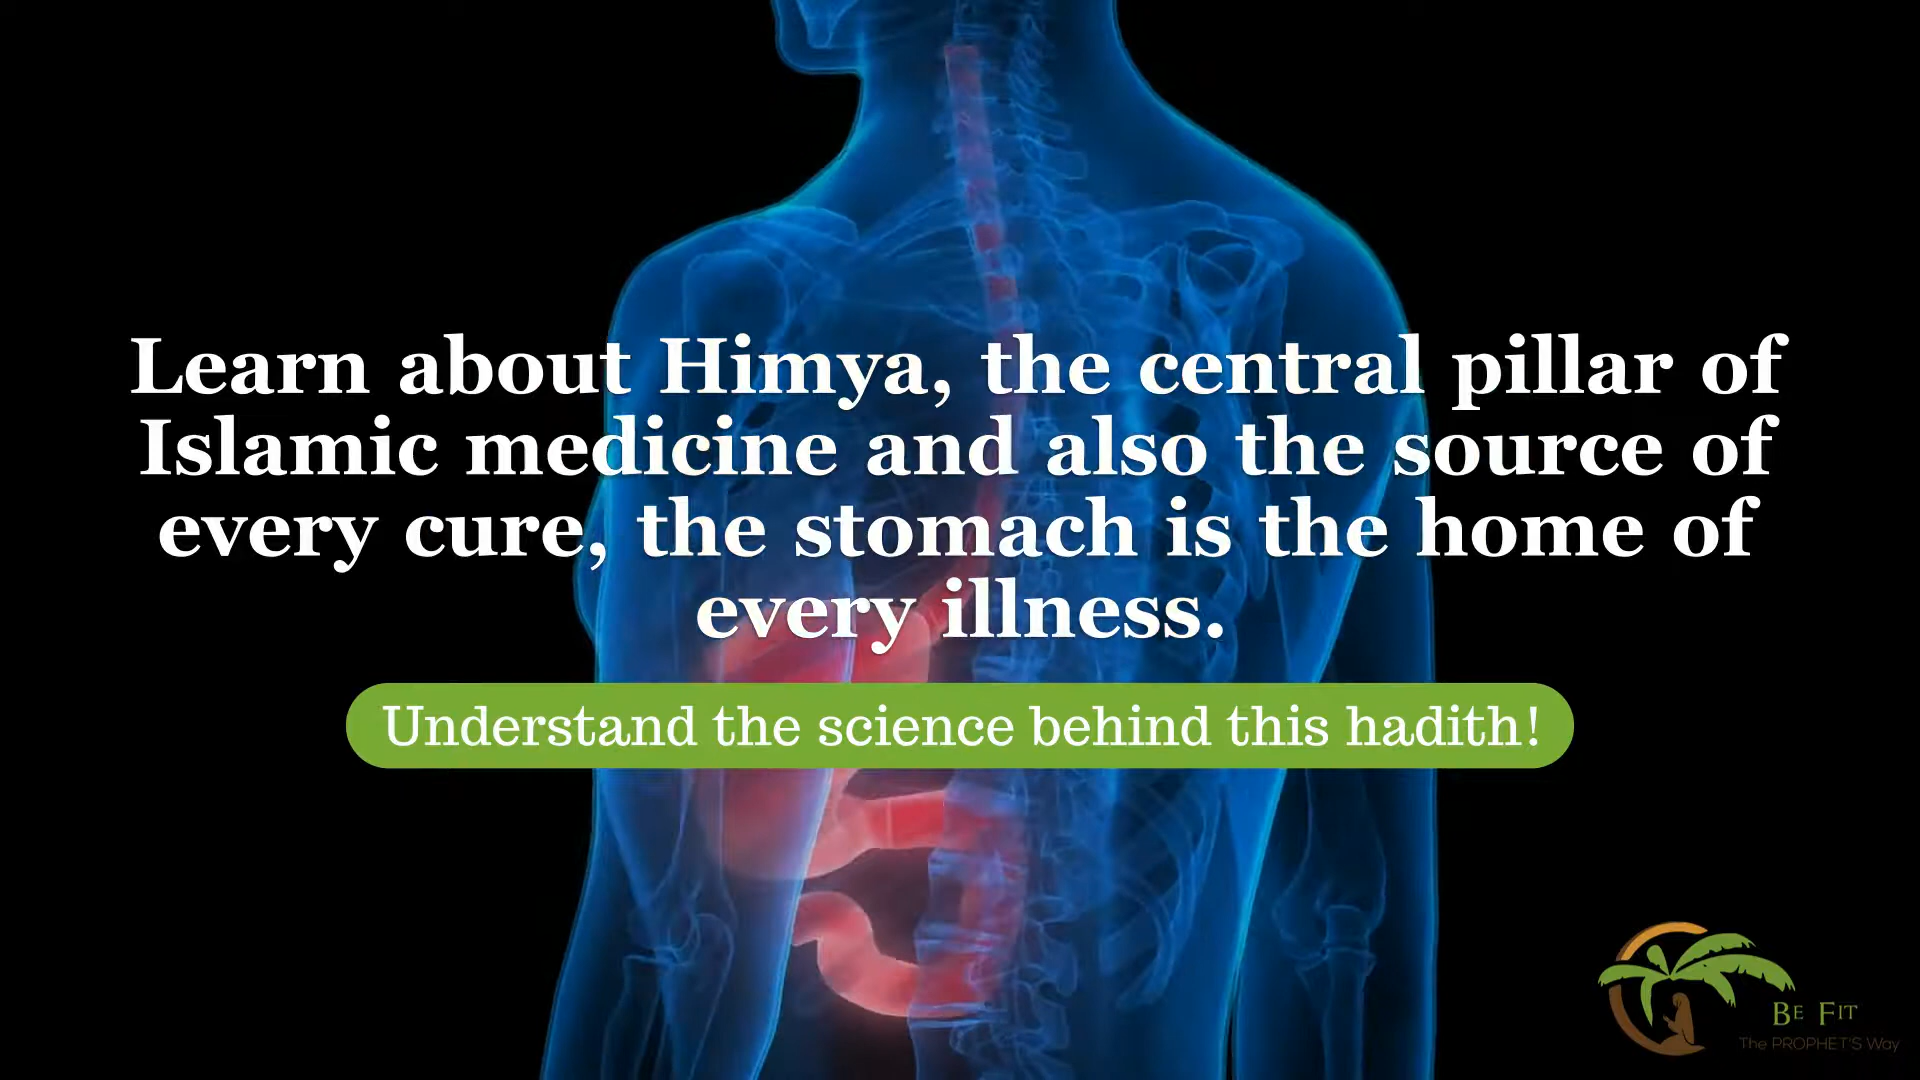 Learn about Himya, the central pillar of
Islamic medicine and also the source of
every cure, the stomach is the home of
every illness.
Understand the science behind this hadith!
Be Fit
The PROPHET'S Way